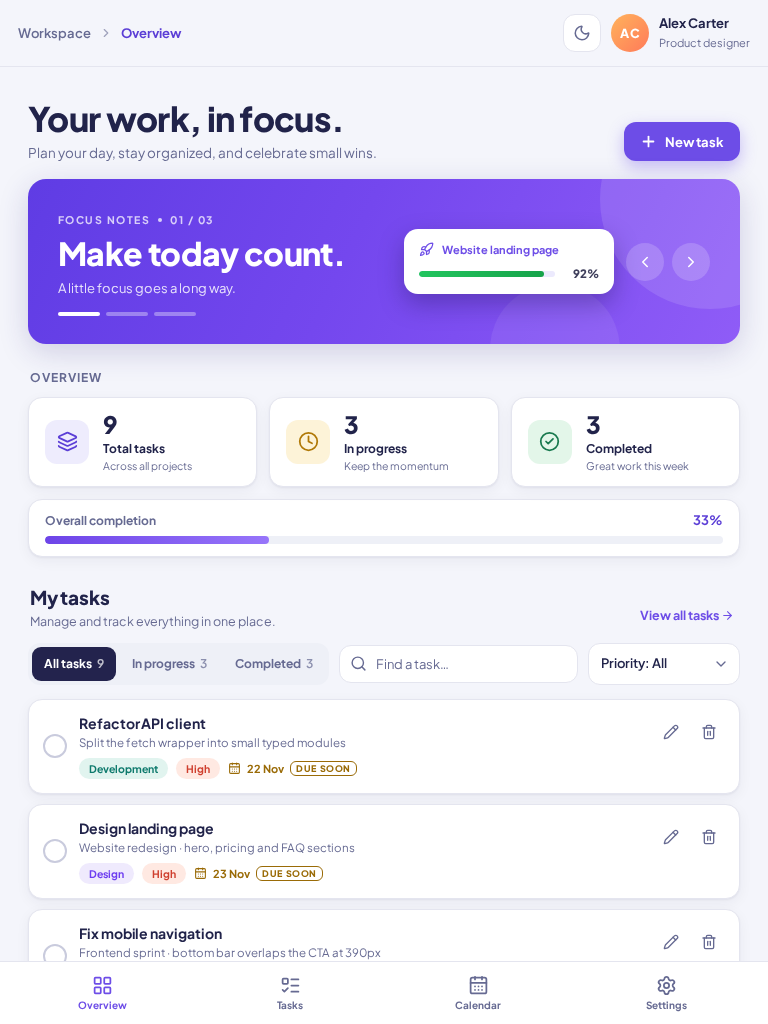 Workspace
Overview
AC
Alex Carter
Product designer
Your work, in focus.
Plan your day, stay organized, and celebrate small wins.
New task
FOCUS NOTES • 01 / 03
Make today count.
A little focus goes a long way.
Website landing page
92%
OVERVIEW
9
Total tasks
Across all projects
3
In progress
Keep the momentum
3
Completed
Great work this week
Overall completion
33%
My tasks
Manage and track everything in one place.
View all tasks →
All tasks 9
In progress 3
Completed 3
Find a task...
Priority: All
Refactor API client
Split the fetch wrapper into small typed modules
Development
High
22 Nov
DUE SOON
Design landing page
Website redesign · hero, pricing and FAQ sections
Design
High
23 Nov
DUE SOON
Fix mobile navigation
Frontend sprint · bottom bar overlaps the CTA at 390px
Overview
Tasks
Calendar
Settings